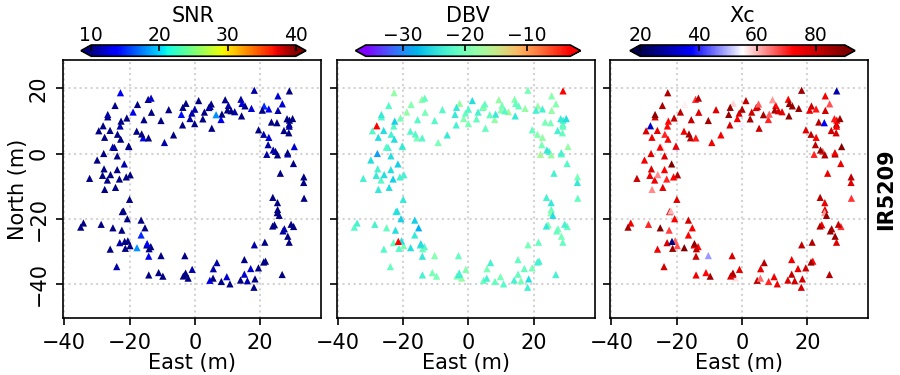 SNR DBV Xc
10 20 30 40 −30 −20 −10 20 40 60 80
20
0
−20
−40
North (m)
−40 −20 0 20 −40 −20 0 20 −40 −20 0 20
East (m) East (m) East (m)
IR5209